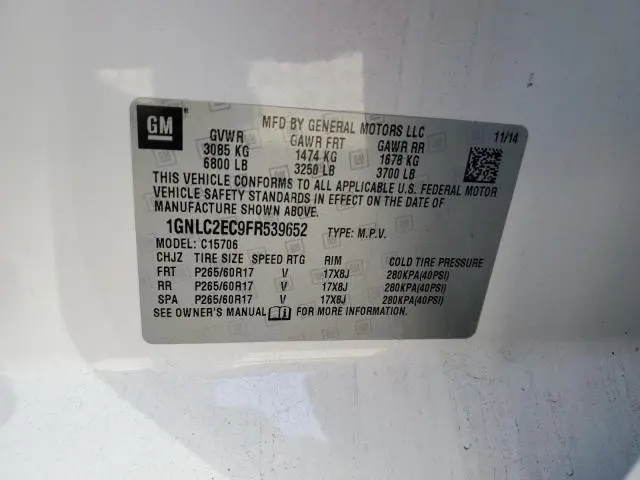 GM
MFD BY GENERAL MOTORS LLC 11/14
GVWR GAWR FRT GAWR RR
3085 KG 1474 KG 1678 KG
6800 LB 3250 LB 3700 LB
THIS VEHICLE CONFORMS TO ALL APPLICABLE U.S. FEDERAL MOTOR
VEHICLE SAFETY STANDARDS IN EFFECT ON THE DATE OF
MANUFACTURE SHOWN ABOVE.
1GNLC2EC9FR539652 TYPE: M.P.V.
MODEL: C15706
CHJZ TIRE SIZE SPEED RTG RIM COLD TIRE PRESSURE
FRT P265/60R17 V 17X8J 280KPA(40PSI)
RR P265/60R17 V 17X8J 280KPA(40PSI)
SPA P265/60R17 V 17X8J 280KPA(40PSI)
SEE OWNER'S MANUAL FOR MORE INFORMATION.